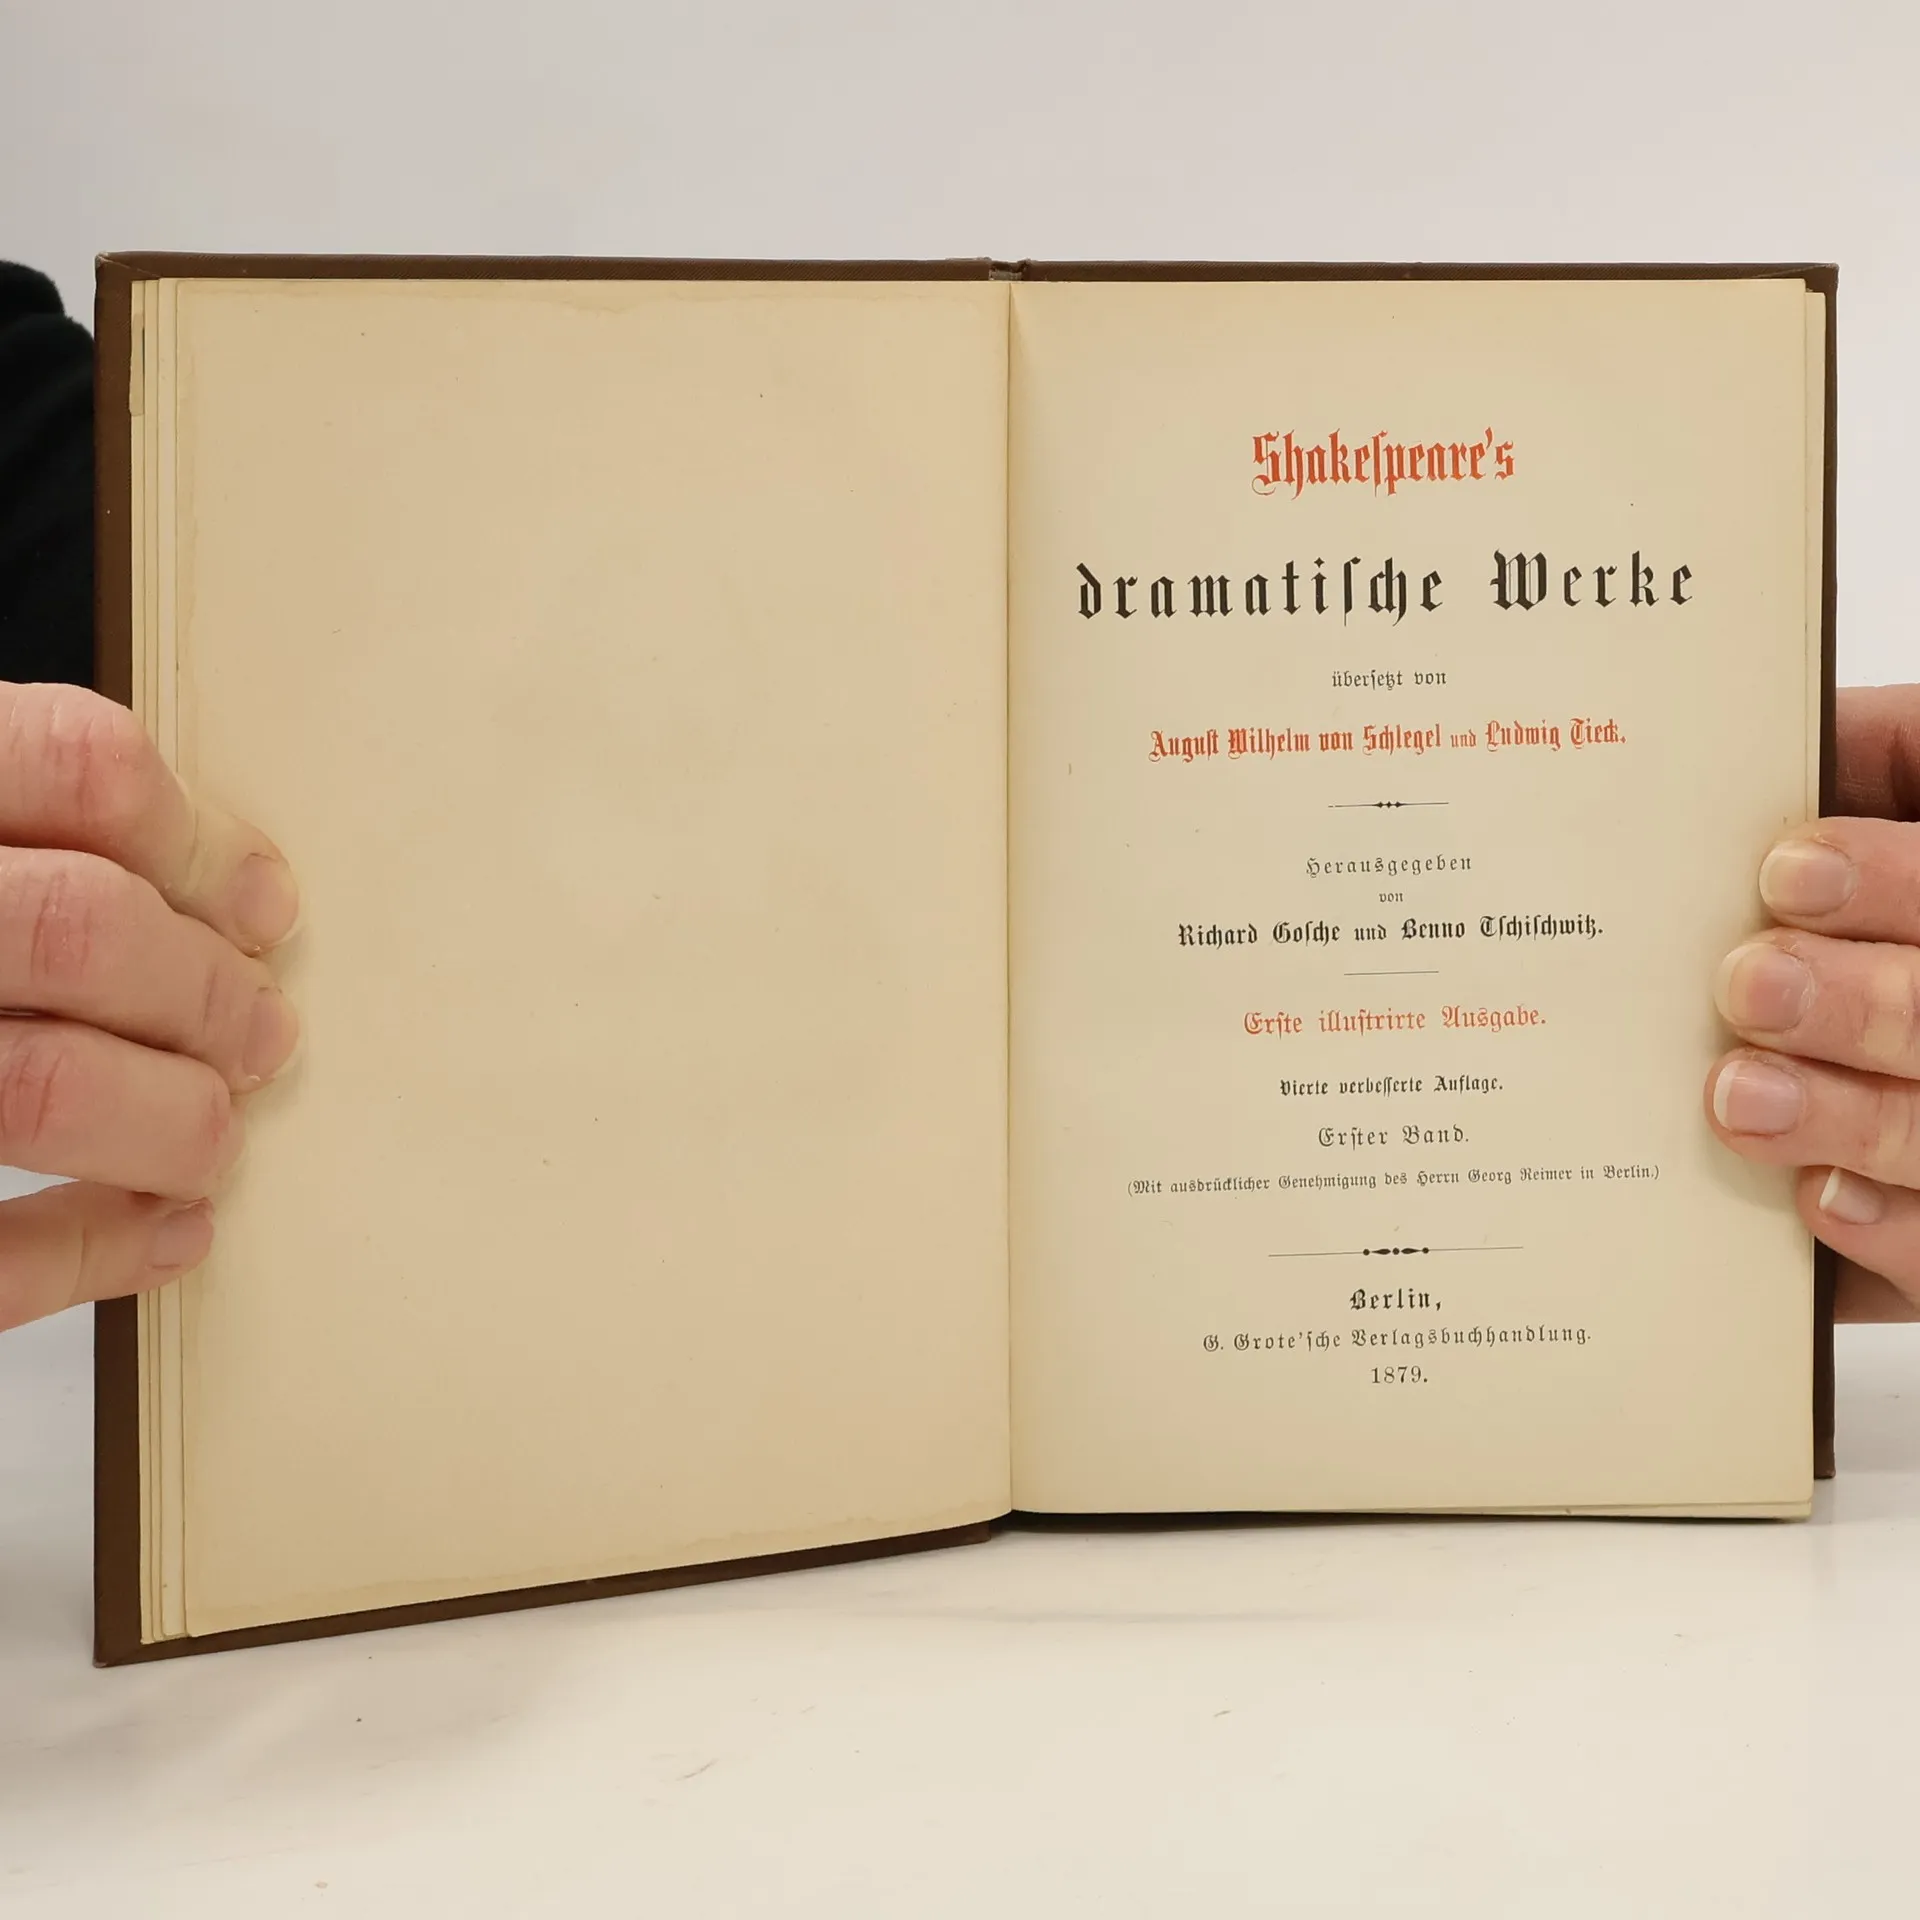 Shakeſpeare's
dramatiſche Werke
überſetzt von
Auguſt Wilhelm von Schlegel und Ludwig Tieck.
Herausgegeben
von
Richard Goſche und Benno Tſchiſchwitz.
Erſte illuſtrirte Ausgabe.
Vierte verbeſſerte Auflage.
Erſter Band.
(Mit ausdrücklicher Genehmigung des Herrn Georg Reimer in Berlin.)
Berlin,
G. Grote'ſche Verlagsbuchhandlung.
1879.